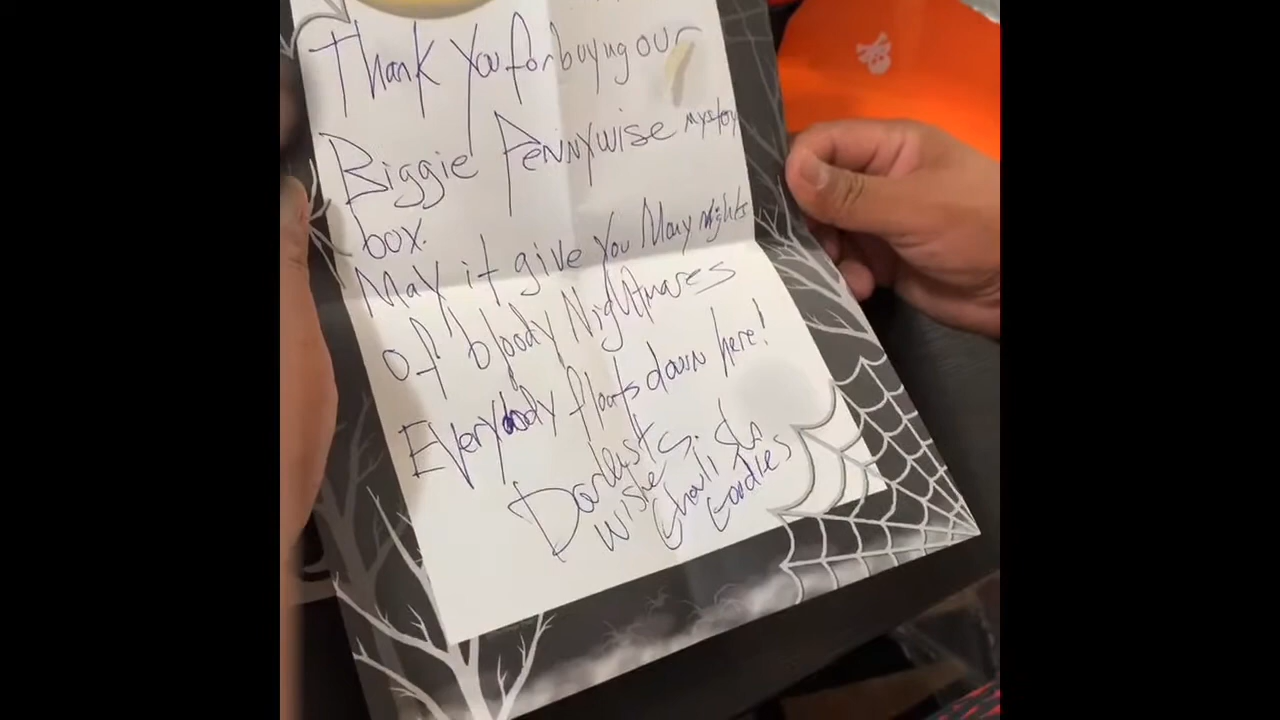 Thank You for buying our
Biggie Pennywise mystery
box.
May it give You Many nights
of bloody Nightmares
Everybody floats down here!
Darkest
wishes.
Goodies